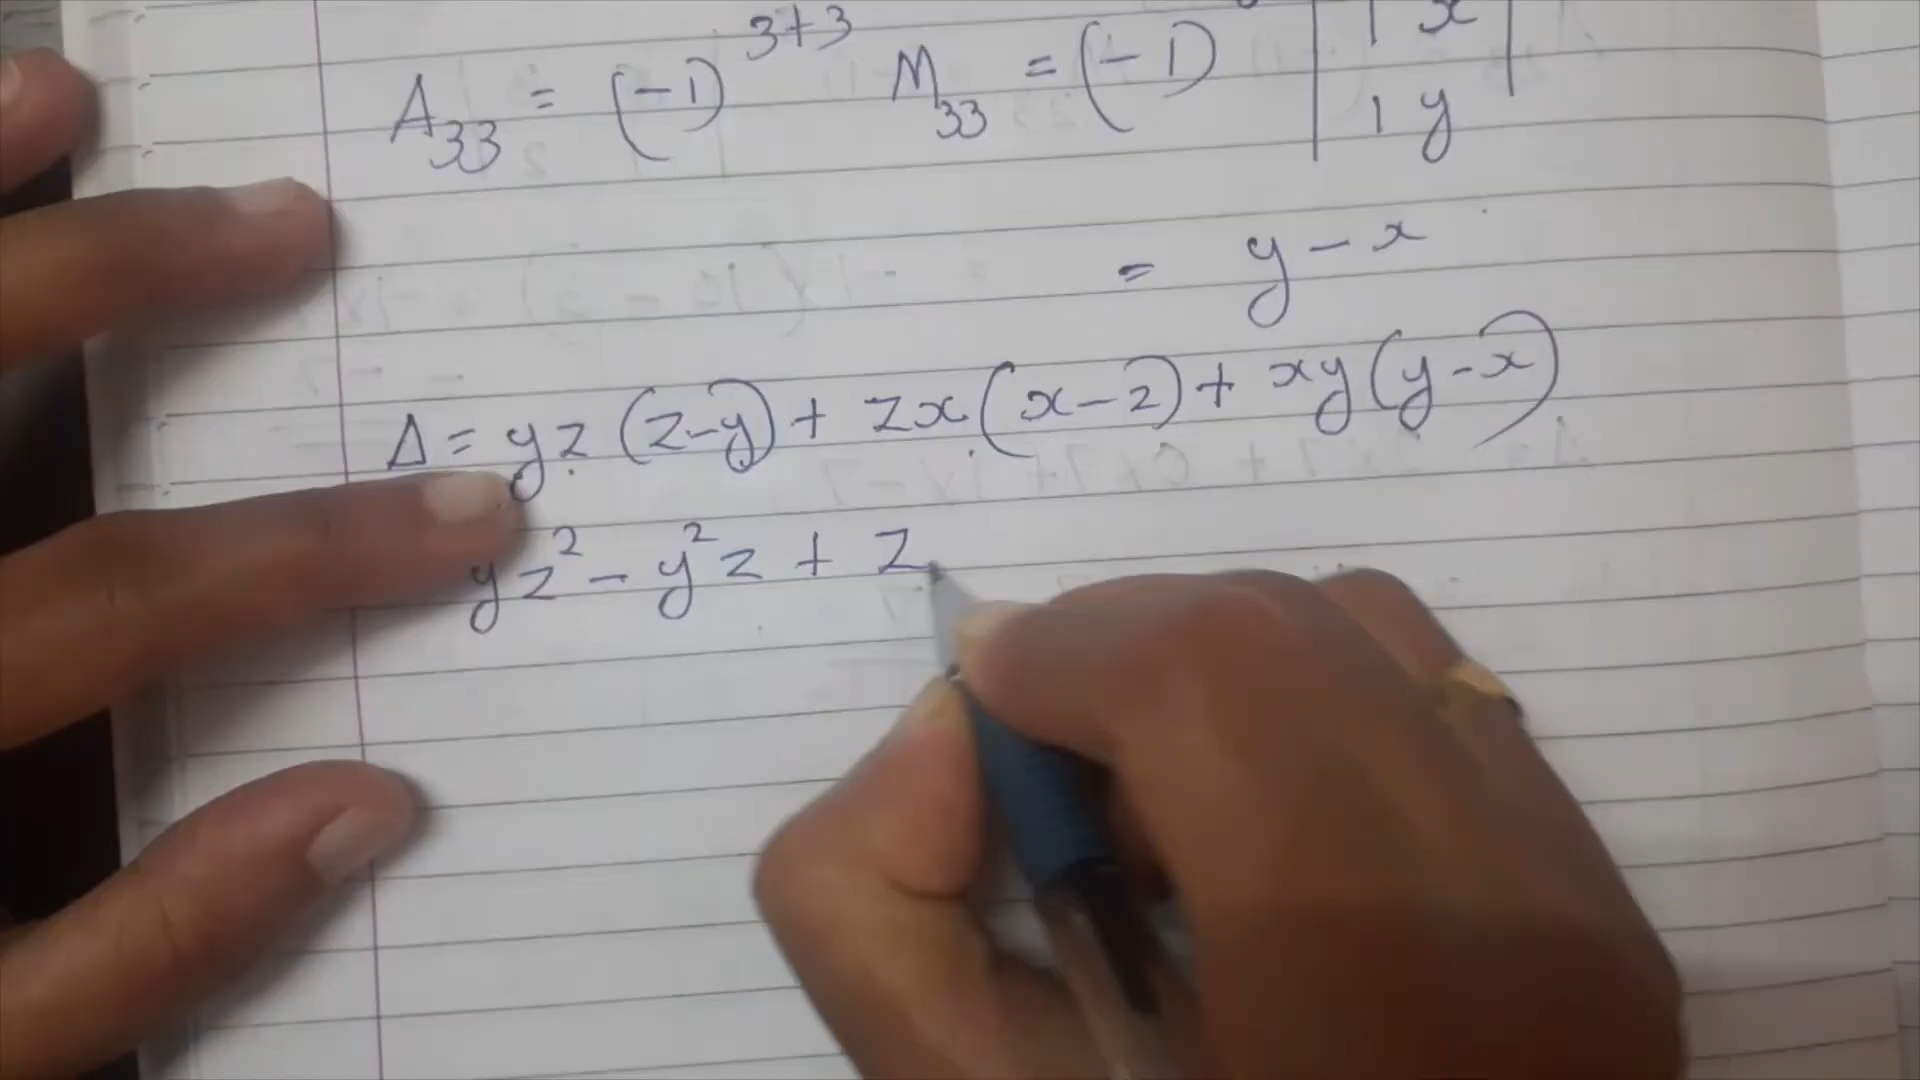 A₃₃ = (-1)³⁺³ M₃₃ = (-1) | 1 x |
| 1 y |
= y - x
Δ = yz (z-y) + zx (x-z) + xy (y-x)
yz² - y²z + z